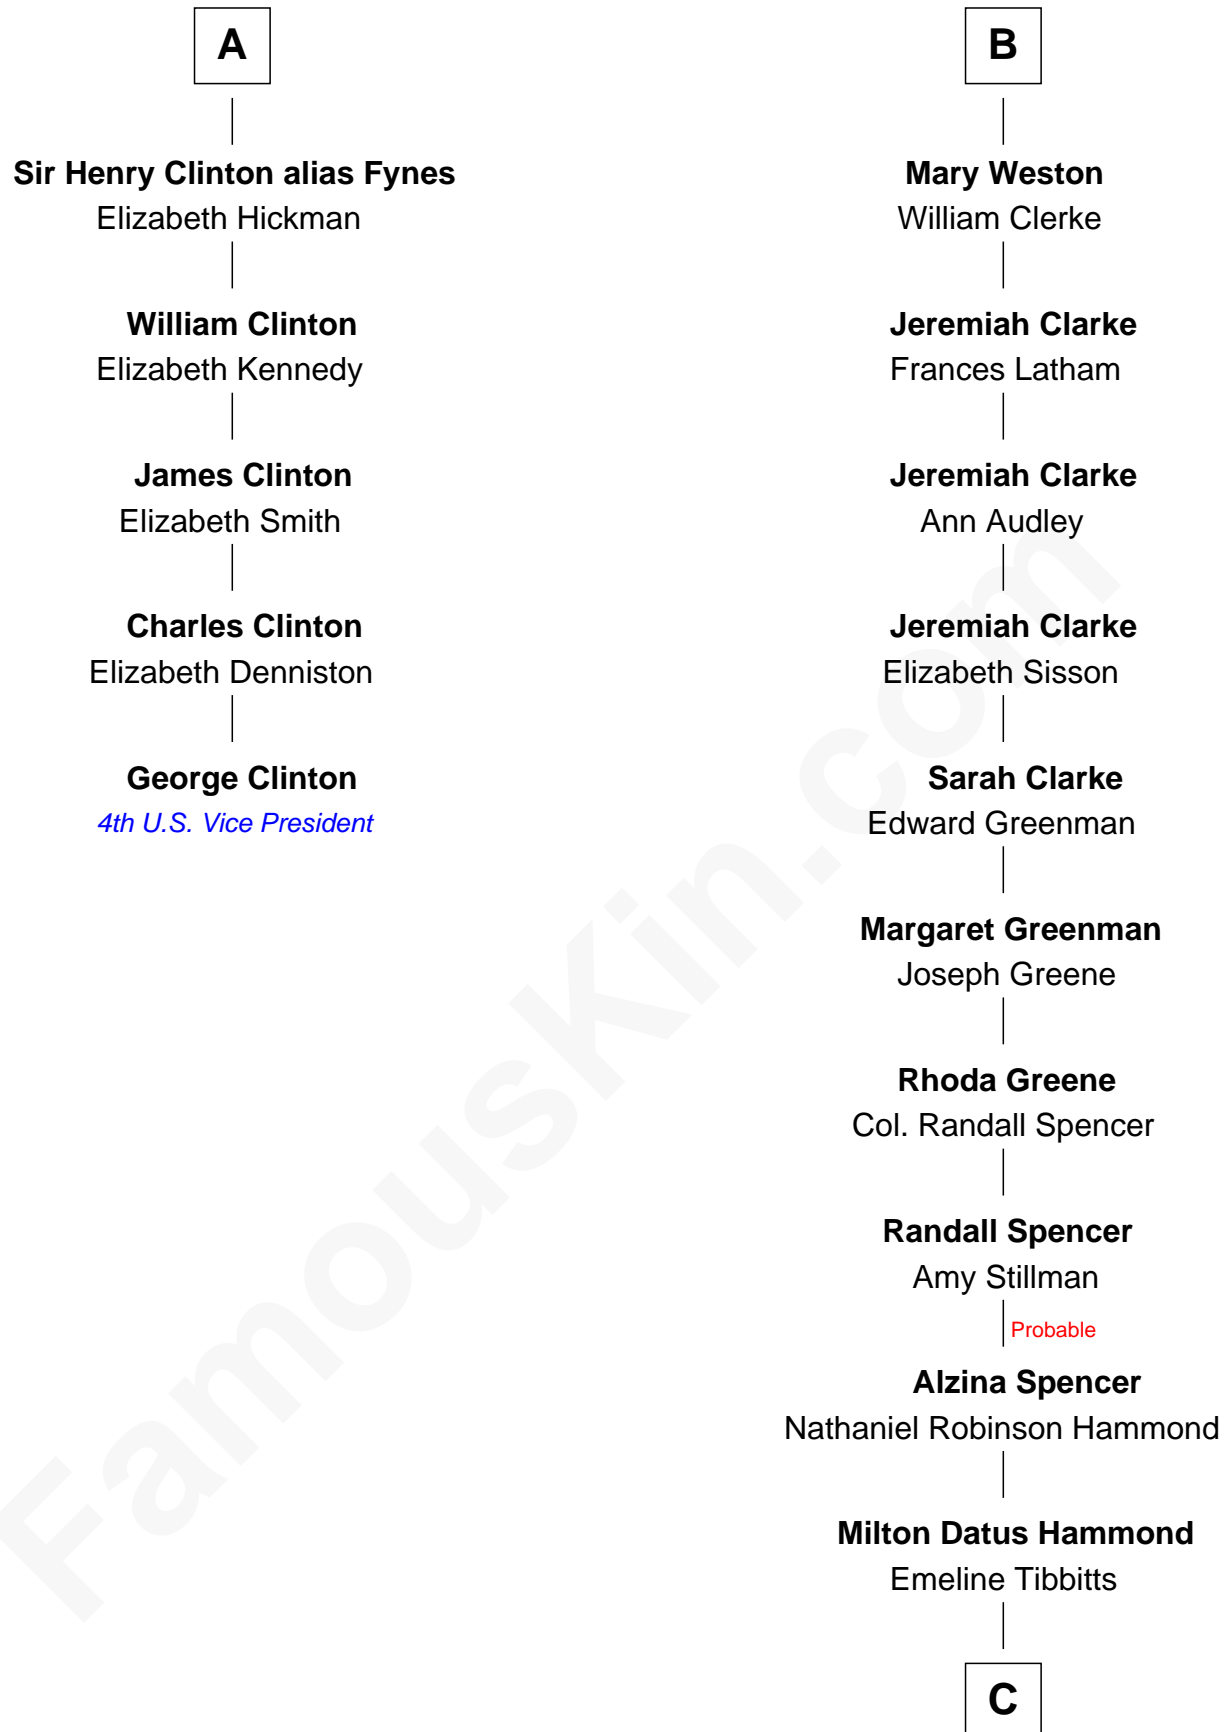 A
Sir Henry Clinton alias Fynes
Elizabeth Hickman
William Clinton
Elizabeth Kennedy
James Clinton
Elizabeth Smith
Charles Clinton
Elizabeth Denniston
George Clinton
4th U.S. Vice President
B
Mary Weston
William Clerke
Jeremiah Clarke
Frances Latham
Jeremiah Clarke
Ann Audley
Jeremiah Clarke
Elizabeth Sisson
Sarah Clarke
Edward Greenman
Margaret Greenman
Joseph Greene
Rhoda Greene
Col. Randall Spencer
Randall Spencer
Amy Stillman
Probable
Alzina Spencer
Nathaniel Robinson Hammond
Milton Datus Hammond
Emeline Tibbitts
C
FamousKin.com